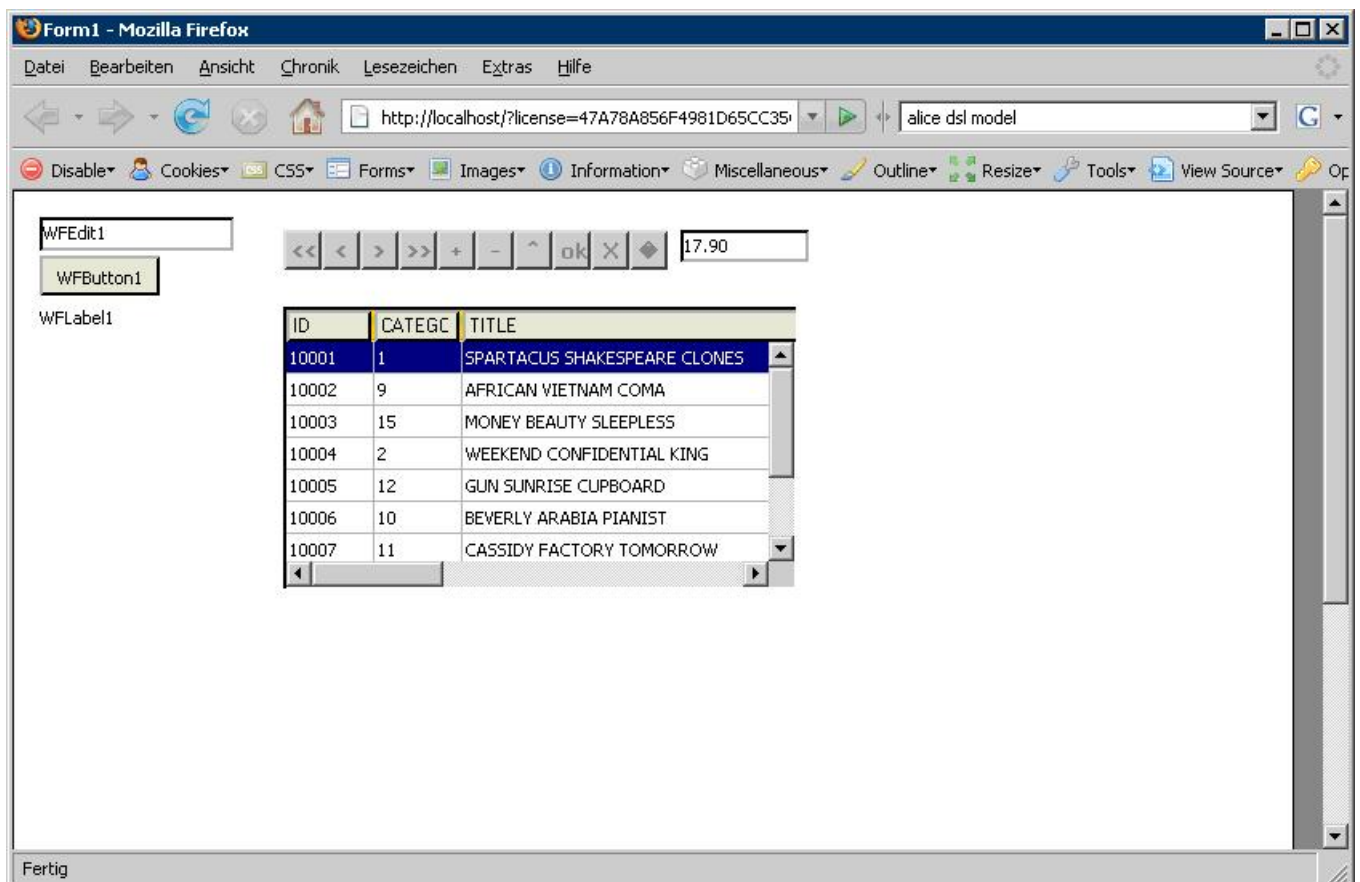 Form1 - Mozilla Firefox
Datei Bearbeiten Ansicht Chronik Lesezeichen Extras Hilfe
http://localhost/?license=47A78A856F4981D65CC35 alice dsl model G
Disable Cookies CSS Forms Images Information Miscellaneous Outline Resize Tools View Source Op
WFEdit1
<< < > >> + - ^ ok X 17.90
WFButton1
WFLabel1
ID CATEGC TITLE
10001 1 SPARTACUS SHAKESPEARE CLONES
10002 9 AFRICAN VIETNAM COMA
10003 15 MONEY BEAUTY SLEEPLESS
10004 2 WEEKEND CONFIDENTIAL KING
10005 12 GUN SUNRISE CUPBOARD
10006 10 BEVERLY ARABIA PIANIST
10007 11 CASSIDY FACTORY TOMORROW
Fertig